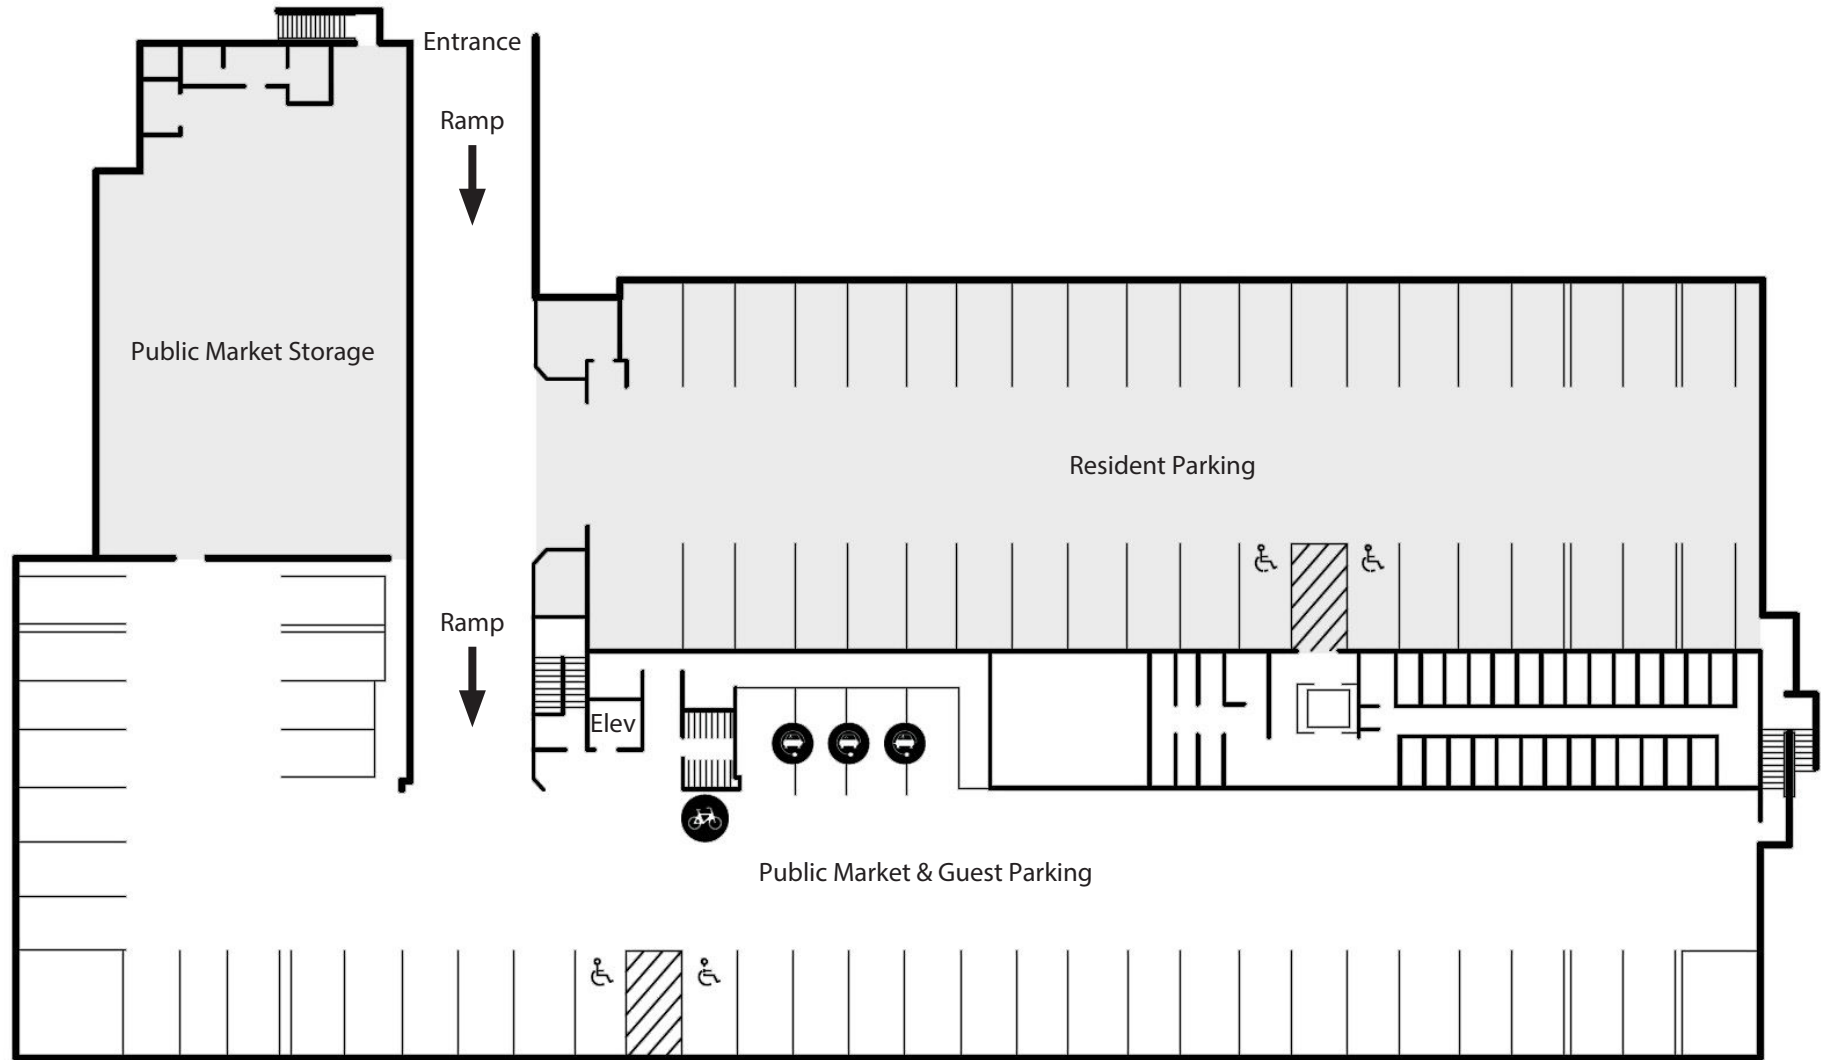 Entrance
Ramp
Public Market Storage
Resident Parking
Ramp
Elev
Public Market & Guest Parking